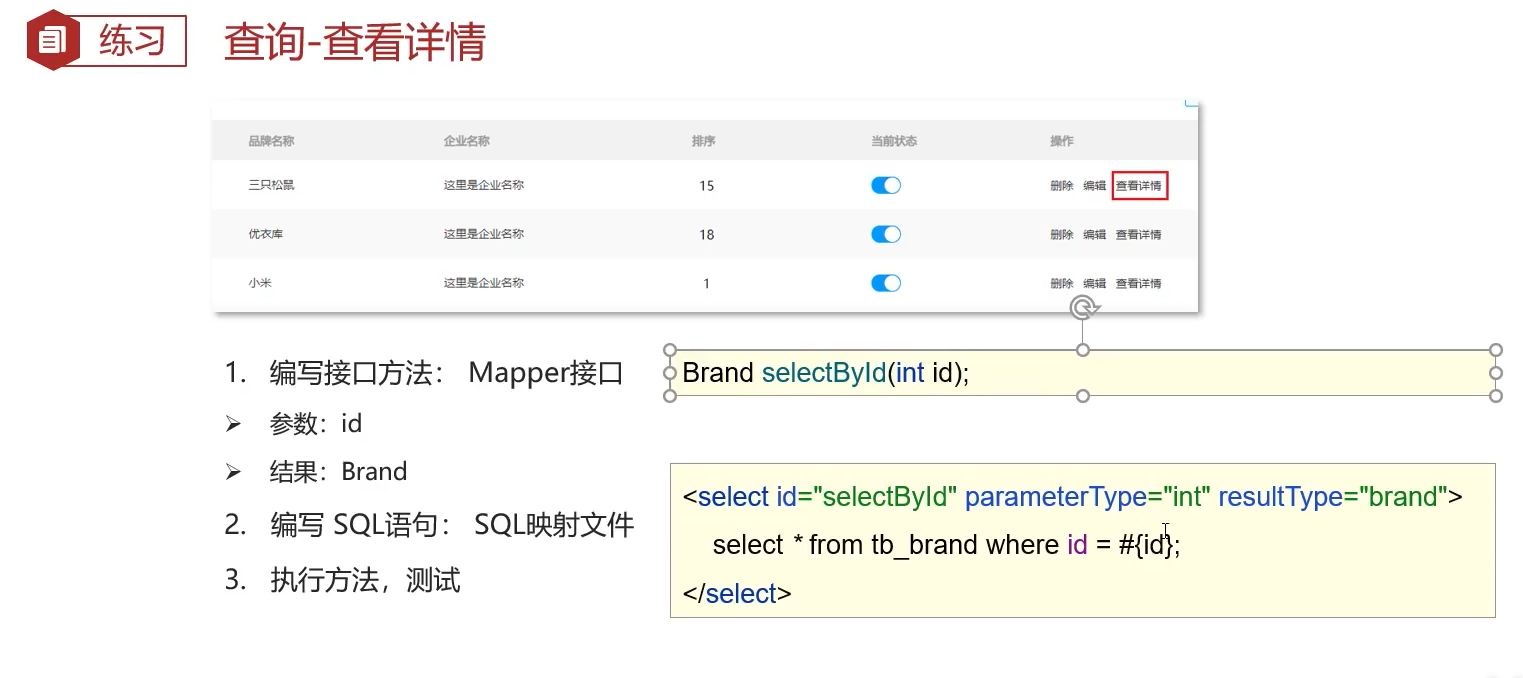 练习
查询-查看详情
品牌名称 企业名称 排序 当前状态 操作
三只松鼠 这里是企业名称 15 删除 编辑 查看详情
优衣库 这里是企业名称 18 删除 编辑 查看详情
小米 这里是企业名称 1 删除 编辑 查看详情
1. 编写接口方法： Mapper接口
➢ 参数：id
➢ 结果：Brand
2. 编写 SQL语句： SQL映射文件
3. 执行方法，测试
Brand selectById(int id);
<select id="selectById" parameterType="int" resultType="brand">
select * from tb_brand where id = #{id};
</select>